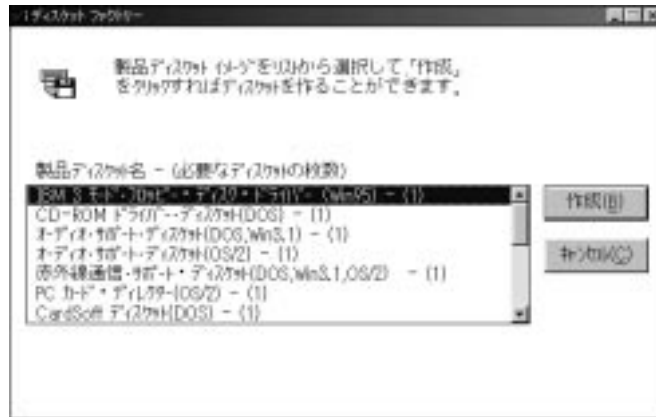 ディスケット ファクトリー
製品ディスケット イメージをリストから選択して「作成」
をクリックすればディスケットを作ることができます。
製品ディスケット名 - (必要なディスケットの枚数)
IBM 3 モード・フロッピー・ディスク・ドライバー (Win95) - (1)
CD-ROM ドライバー・ディスケット(DOS) - (1)
オーディオ・サポート・ディスケット(DOS,Win3.1) - (1)
オーディオ・サポート・ディスケット(OS/2) - (1)
赤外線通信・サポート・ディスケット(DOS,Win3.1,OS/2) - (1)
PC カード・ディレクター(OS/2) - (1)
CardSoft ディスケット(DOS) - (1)
作成(B)
キャンセル(C)